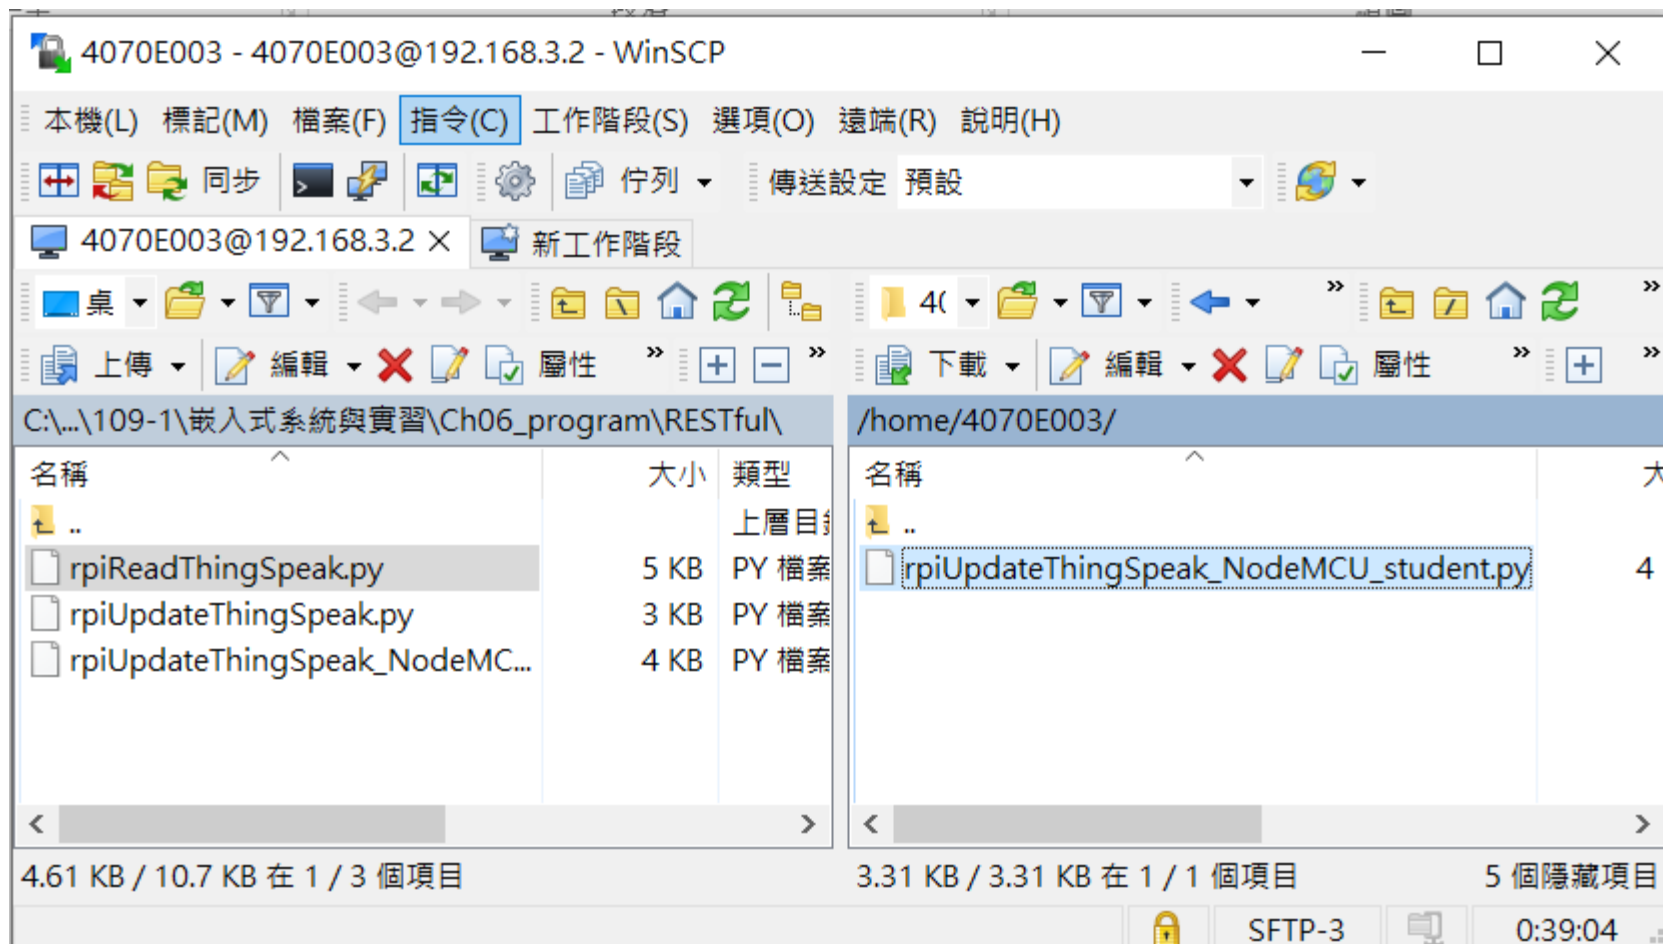 4070E003 - 4070E003@192.168.3.2 - WinSCP
本機(L) 標記(M) 檔案(F) 指令(C) 工作階段(S) 選項(O) 遠端(R) 說明(H)
同步 佇列 傳送設定 預設
4070E003@192.168.3.2 新工作階段
桌 4(
上傳 編輯 屬性 » » 下載 編輯 屬性 » »
C:\...\109-1\嵌入式系統與實習\Ch06_program\RESTful\ /home/4070E003/
名稱 大小 類型 名稱
.. 上層目 ..
rpiReadThingSpeak.py 5 KB PY 檔案 rpiUpdateThingSpeak_NodeMCU_student.py 4
rpiUpdateThingSpeak.py 3 KB PY 檔案
rpiUpdateThingSpeak_NodeMC... 4 KB PY 檔案
4.61 KB / 10.7 KB 在 1 / 3 個項目 3.31 KB / 3.31 KB 在 1 / 1 個項目 5 個隱藏項目
SFTP-3 0:39:04